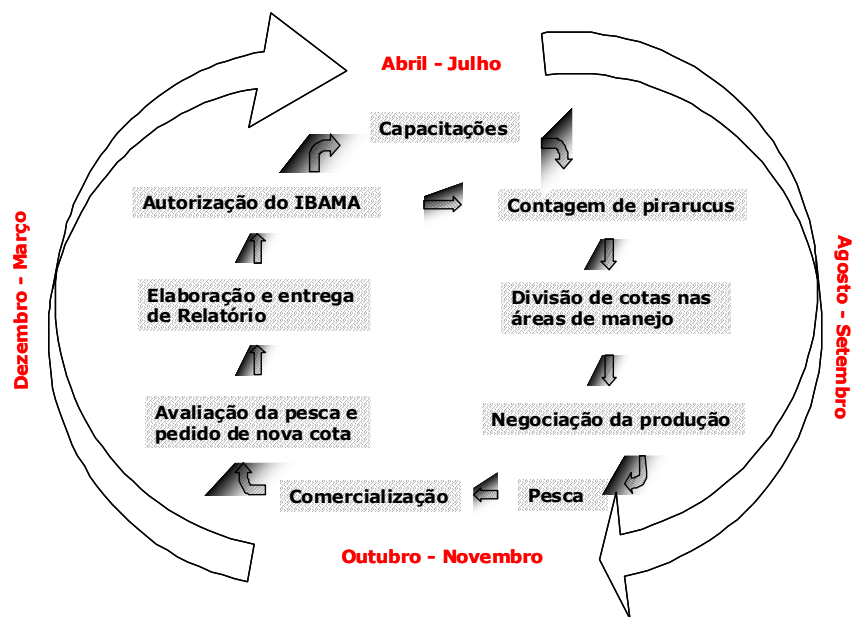 Abril - Julho
Capacitações
Autorização do IBAMA
Contagem de pirarucus
Dezembro - Março
Agosto - Setembro
Elaboração e entrega
de Relatório
Divisão de cotas nas
áreas de manejo
Avaliação da pesca e
pedido de nova cota
Negociação da produção
Comercialização
Pesca
Outubro - Novembro